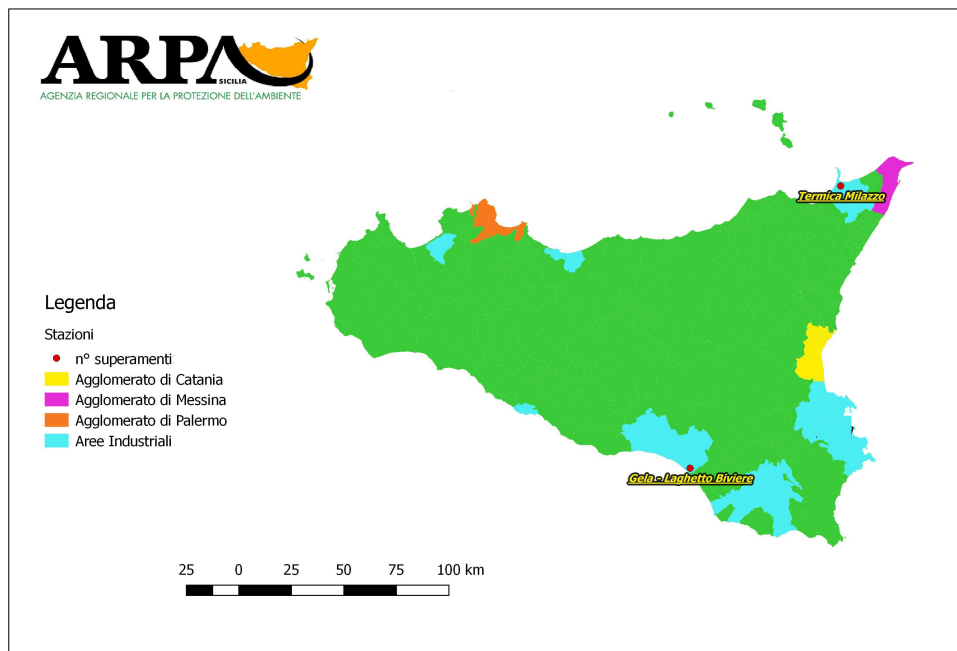 ARPA
SICILIA
AGENZIA REGIONALE PER LA PROTEZIONE DELL'AMBIENTE
Termica Milazzo
Legenda
Stazioni
n° superamenti
Agglomerato di Catania
Agglomerato di Messina
Agglomerato di Palermo
Aree Industriali
Gela - Laghetto Biviere
25 0 25 50 75 100 km